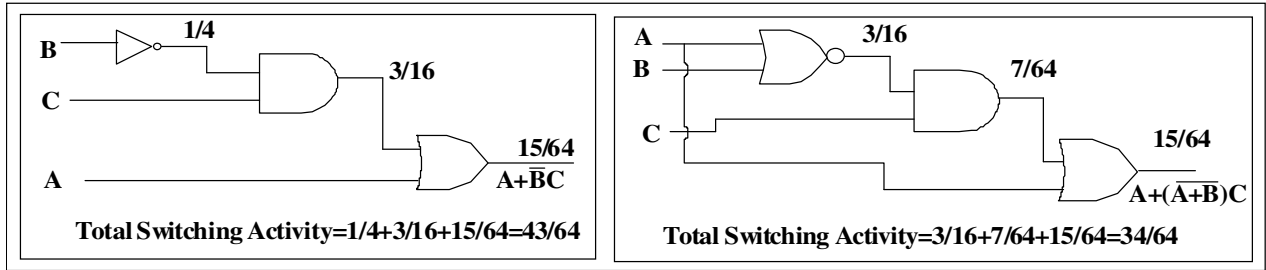 B
1/4
3/16
C
15/64
A
A+B̅C
Total Switching Activity=1/4+3/16+15/64=43/64
A
3/16
B
7/64
C
15/64
A+(A̅+̅B̅)C
Total Switching Activity=3/16+7/64+15/64=34/64